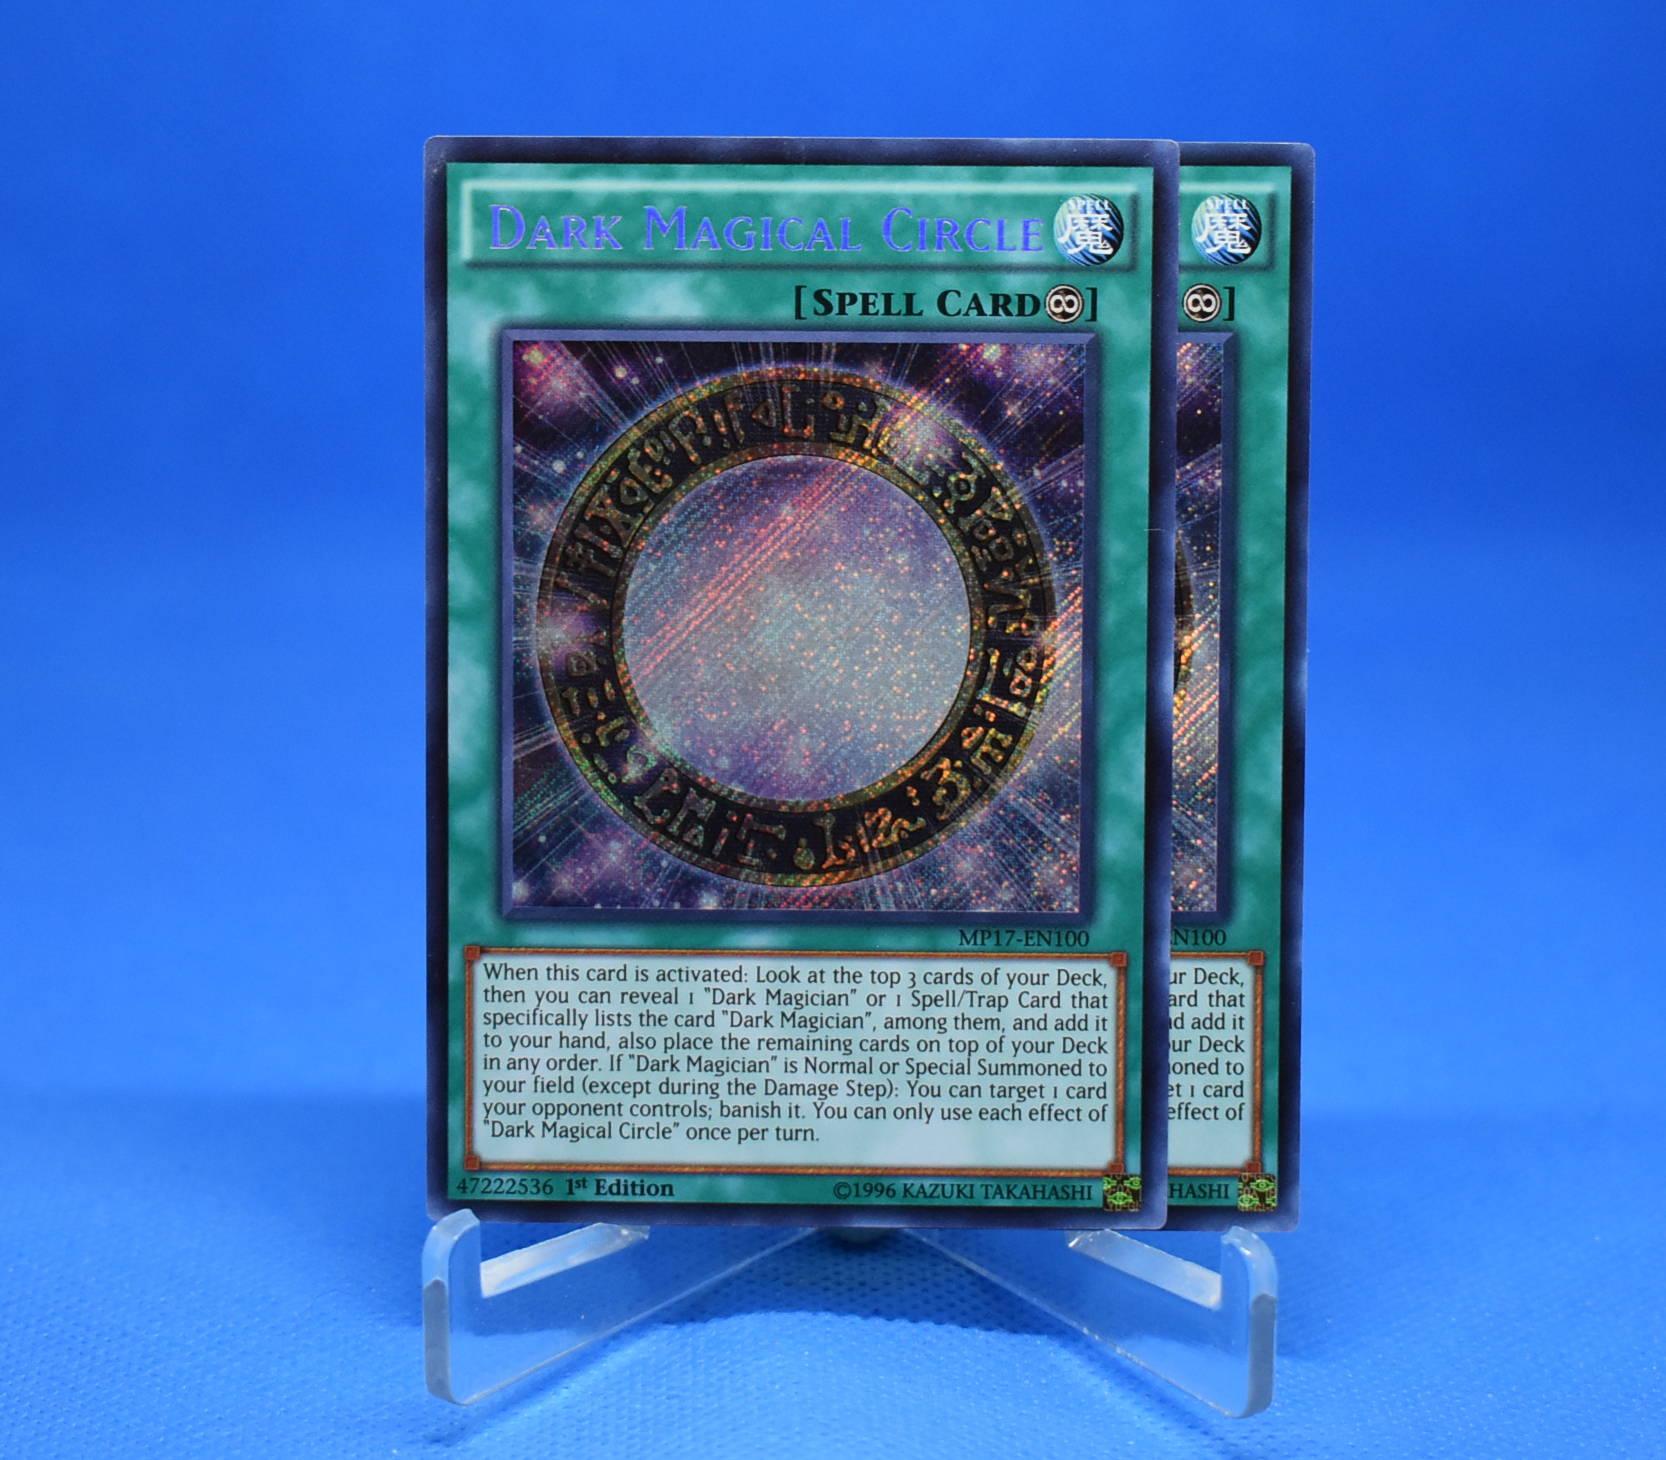 DARK MAGICAL CIRCLE
SPELL
魔
[SPELL CARD♾]
MP17-EN100
When this card is activated: Look at the top 3 cards of your Deck,
then you can reveal 1 "Dark Magician" or 1 Spell/Trap Card that
specifically lists the card "Dark Magician", among them, and add it
to your hand, also place the remaining cards on top of your Deck
in any order. If "Dark Magician" is Normal or Special Summoned to
your field (except during the Damage Step): You can target 1 card
your opponent controls; banish it. You can only use each effect of
"Dark Magical Circle" once per turn.
47222536 1st Edition
©1996 KAZUKI TAKAHASHI
SPELL
魔
♾]
EN100
ur Deck,
ard that
d add it
ur Deck
oned to
et 1 card
effect of
HASHI